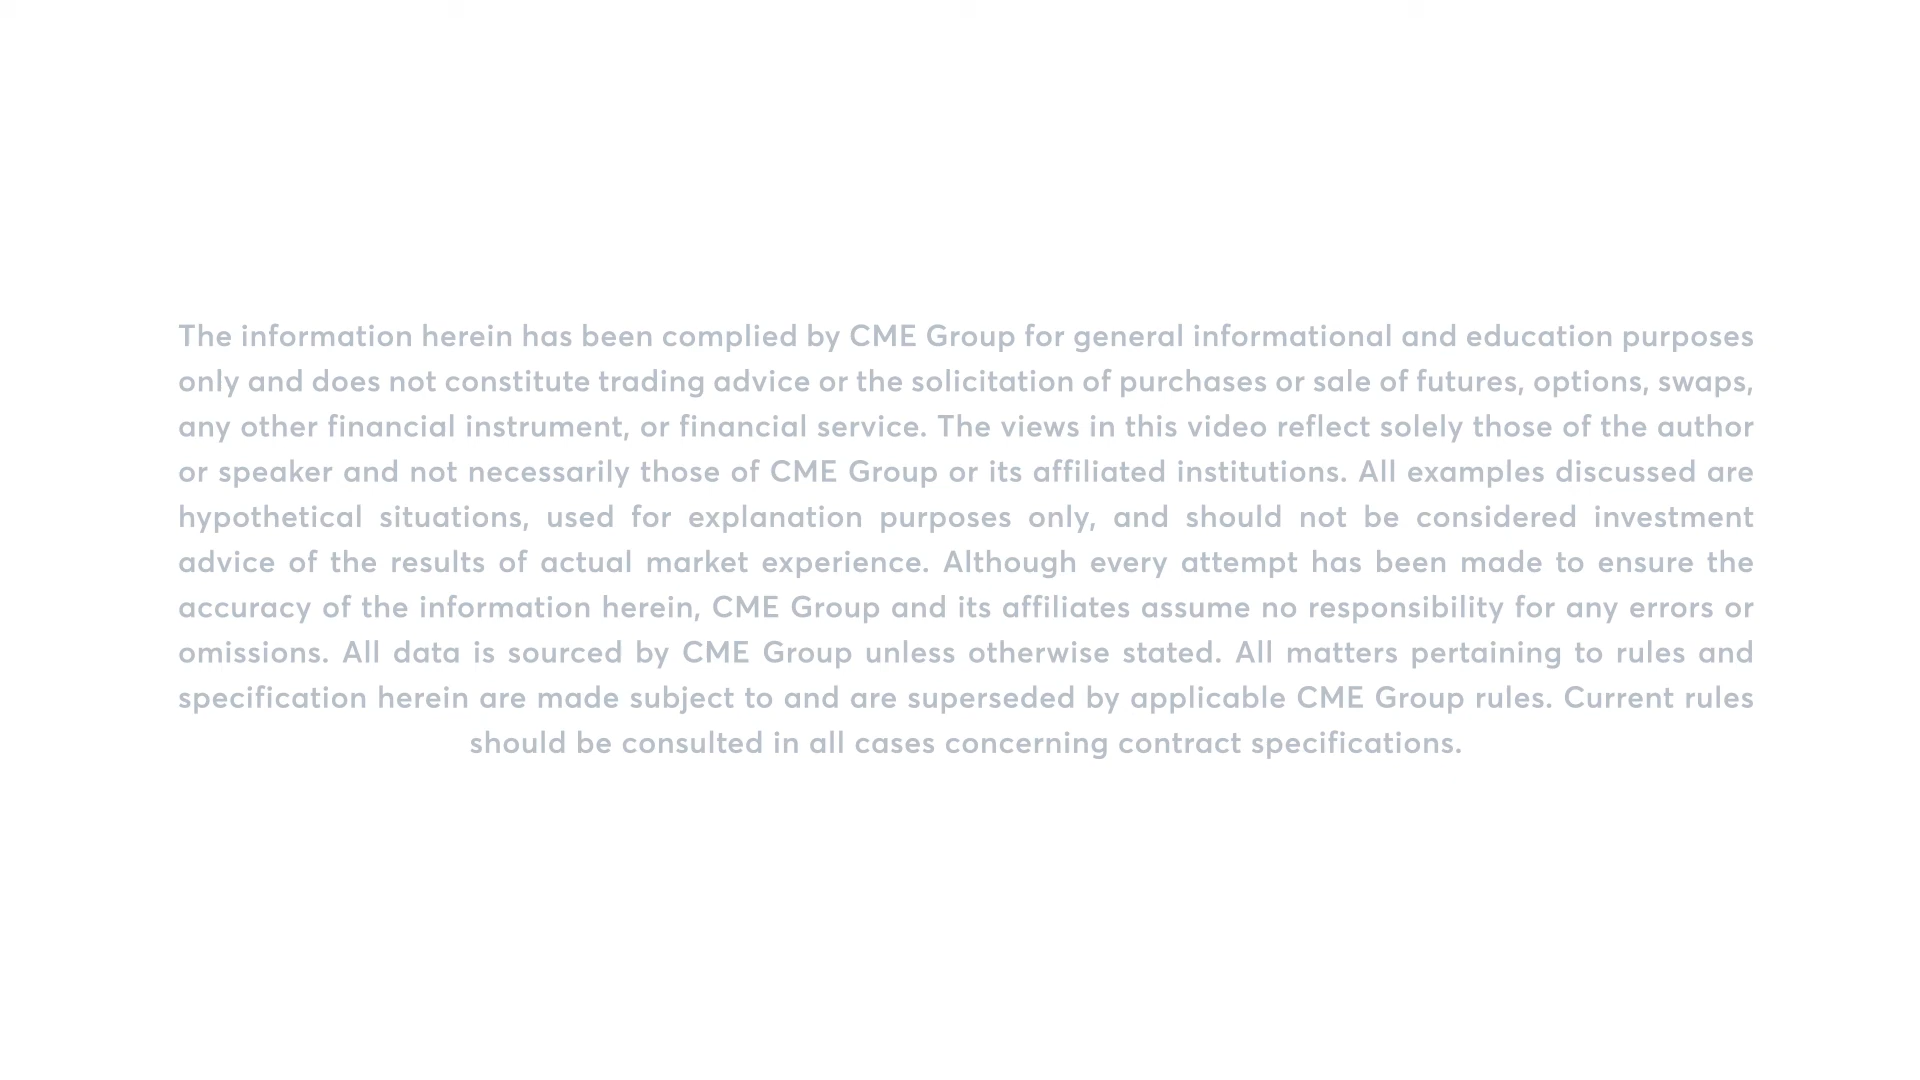 The information herein has been complied by CME Group for general informational and education purposes
only and does not constitute trading advice or the solicitation of purchases or sale of futures, options, swaps,
any other financial instrument, or financial service. The views in this video reflect solely those of the author
or speaker and not necessarily those of CME Group or its affiliated institutions. All examples discussed are
hypothetical situations, used for explanation purposes only, and should not be considered investment
advice of the results of actual market experience. Although every attempt has been made to ensure the
accuracy of the information herein, CME Group and its affiliates assume no responsibility for any errors or
omissions. All data is sourced by CME Group unless otherwise stated. All matters pertaining to rules and
specification herein are made subject to and are superseded by applicable CME Group rules. Current rules
should be consulted in all cases concerning contract specifications.